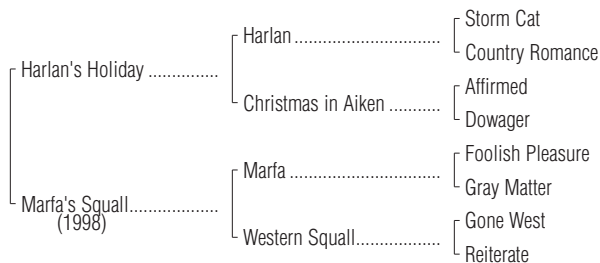 Storm Cat
Harlan ..................................
Country Romance
Harlan's Holiday ................
Affirmed
Christmas in Aiken ............
Dowager
Foolish Pleasure
Marfa ...................................
Gray Matter
Marfa's Squall.....................
(1998)
Gone West
Western Squall....................
Reiterate